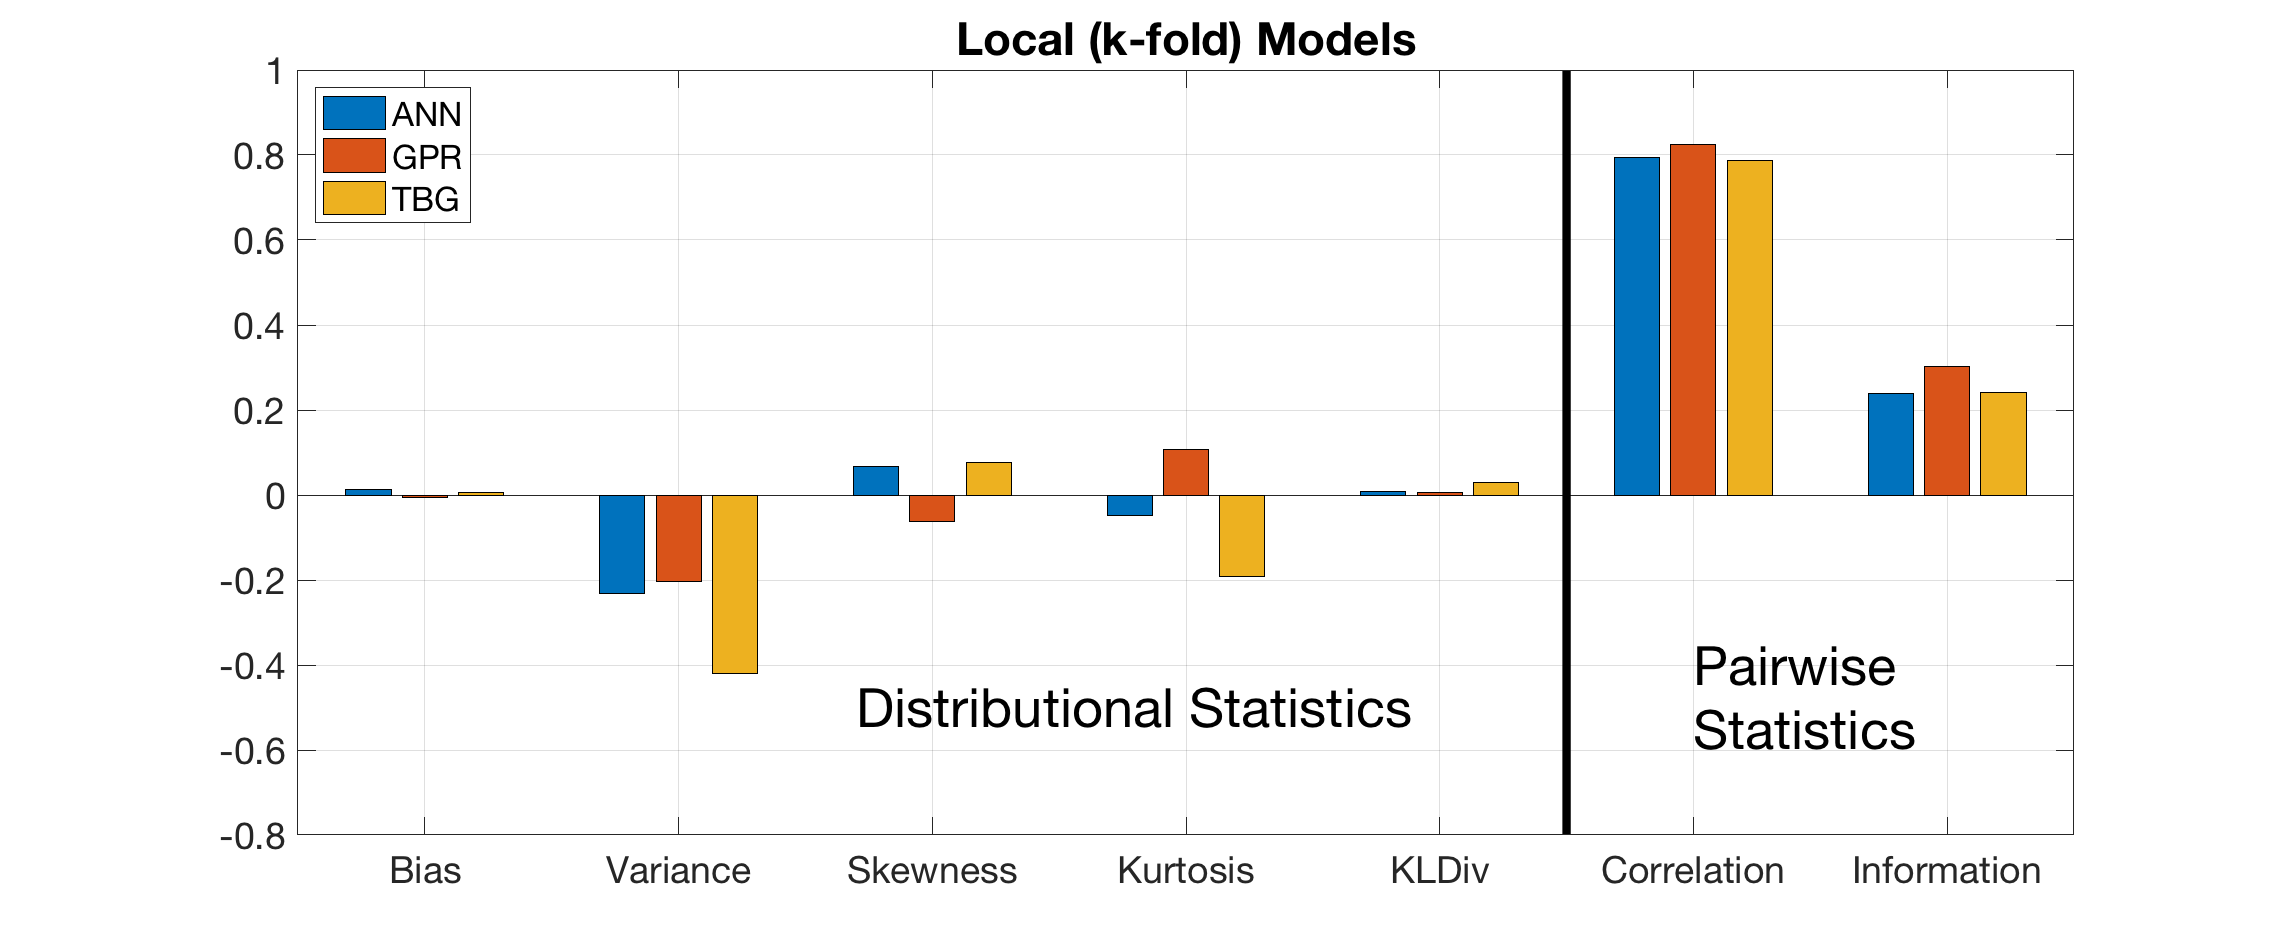 Local (k-fold) Models
1
0.8
0.6
0.4
0.2
0
-0.2
-0.4
-0.6
-0.8
ANN
GPR
TBG
Distributional Statistics
Pairwise
Statistics
Bias
Variance
Skewness
Kurtosis
KLDiv
Correlation
Information